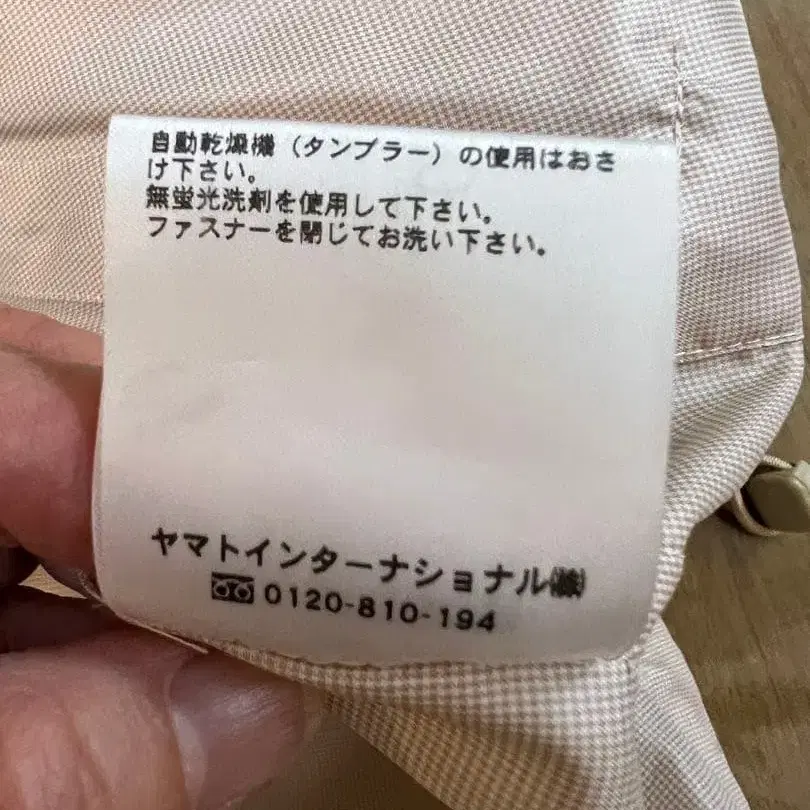 自動乾燥機（タンブラー）の使用はおさ
け下さい。
無蛍光洗剤を使用して下さい。
ファスナーを閉じてお洗い下さい。
ヤマトインターナショナル㈱
0120-810-194